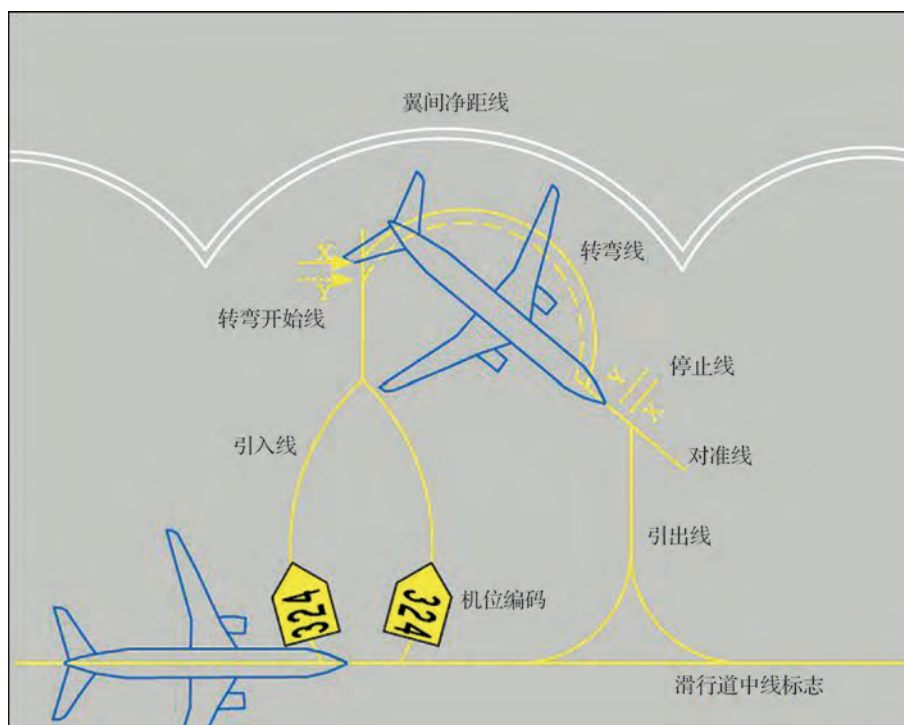 翼间净距线
转弯线
X
Y
转弯开始线
停止线
Y
X
引入线
对准线
引出线
324
324
机位编码
滑行道中线标志